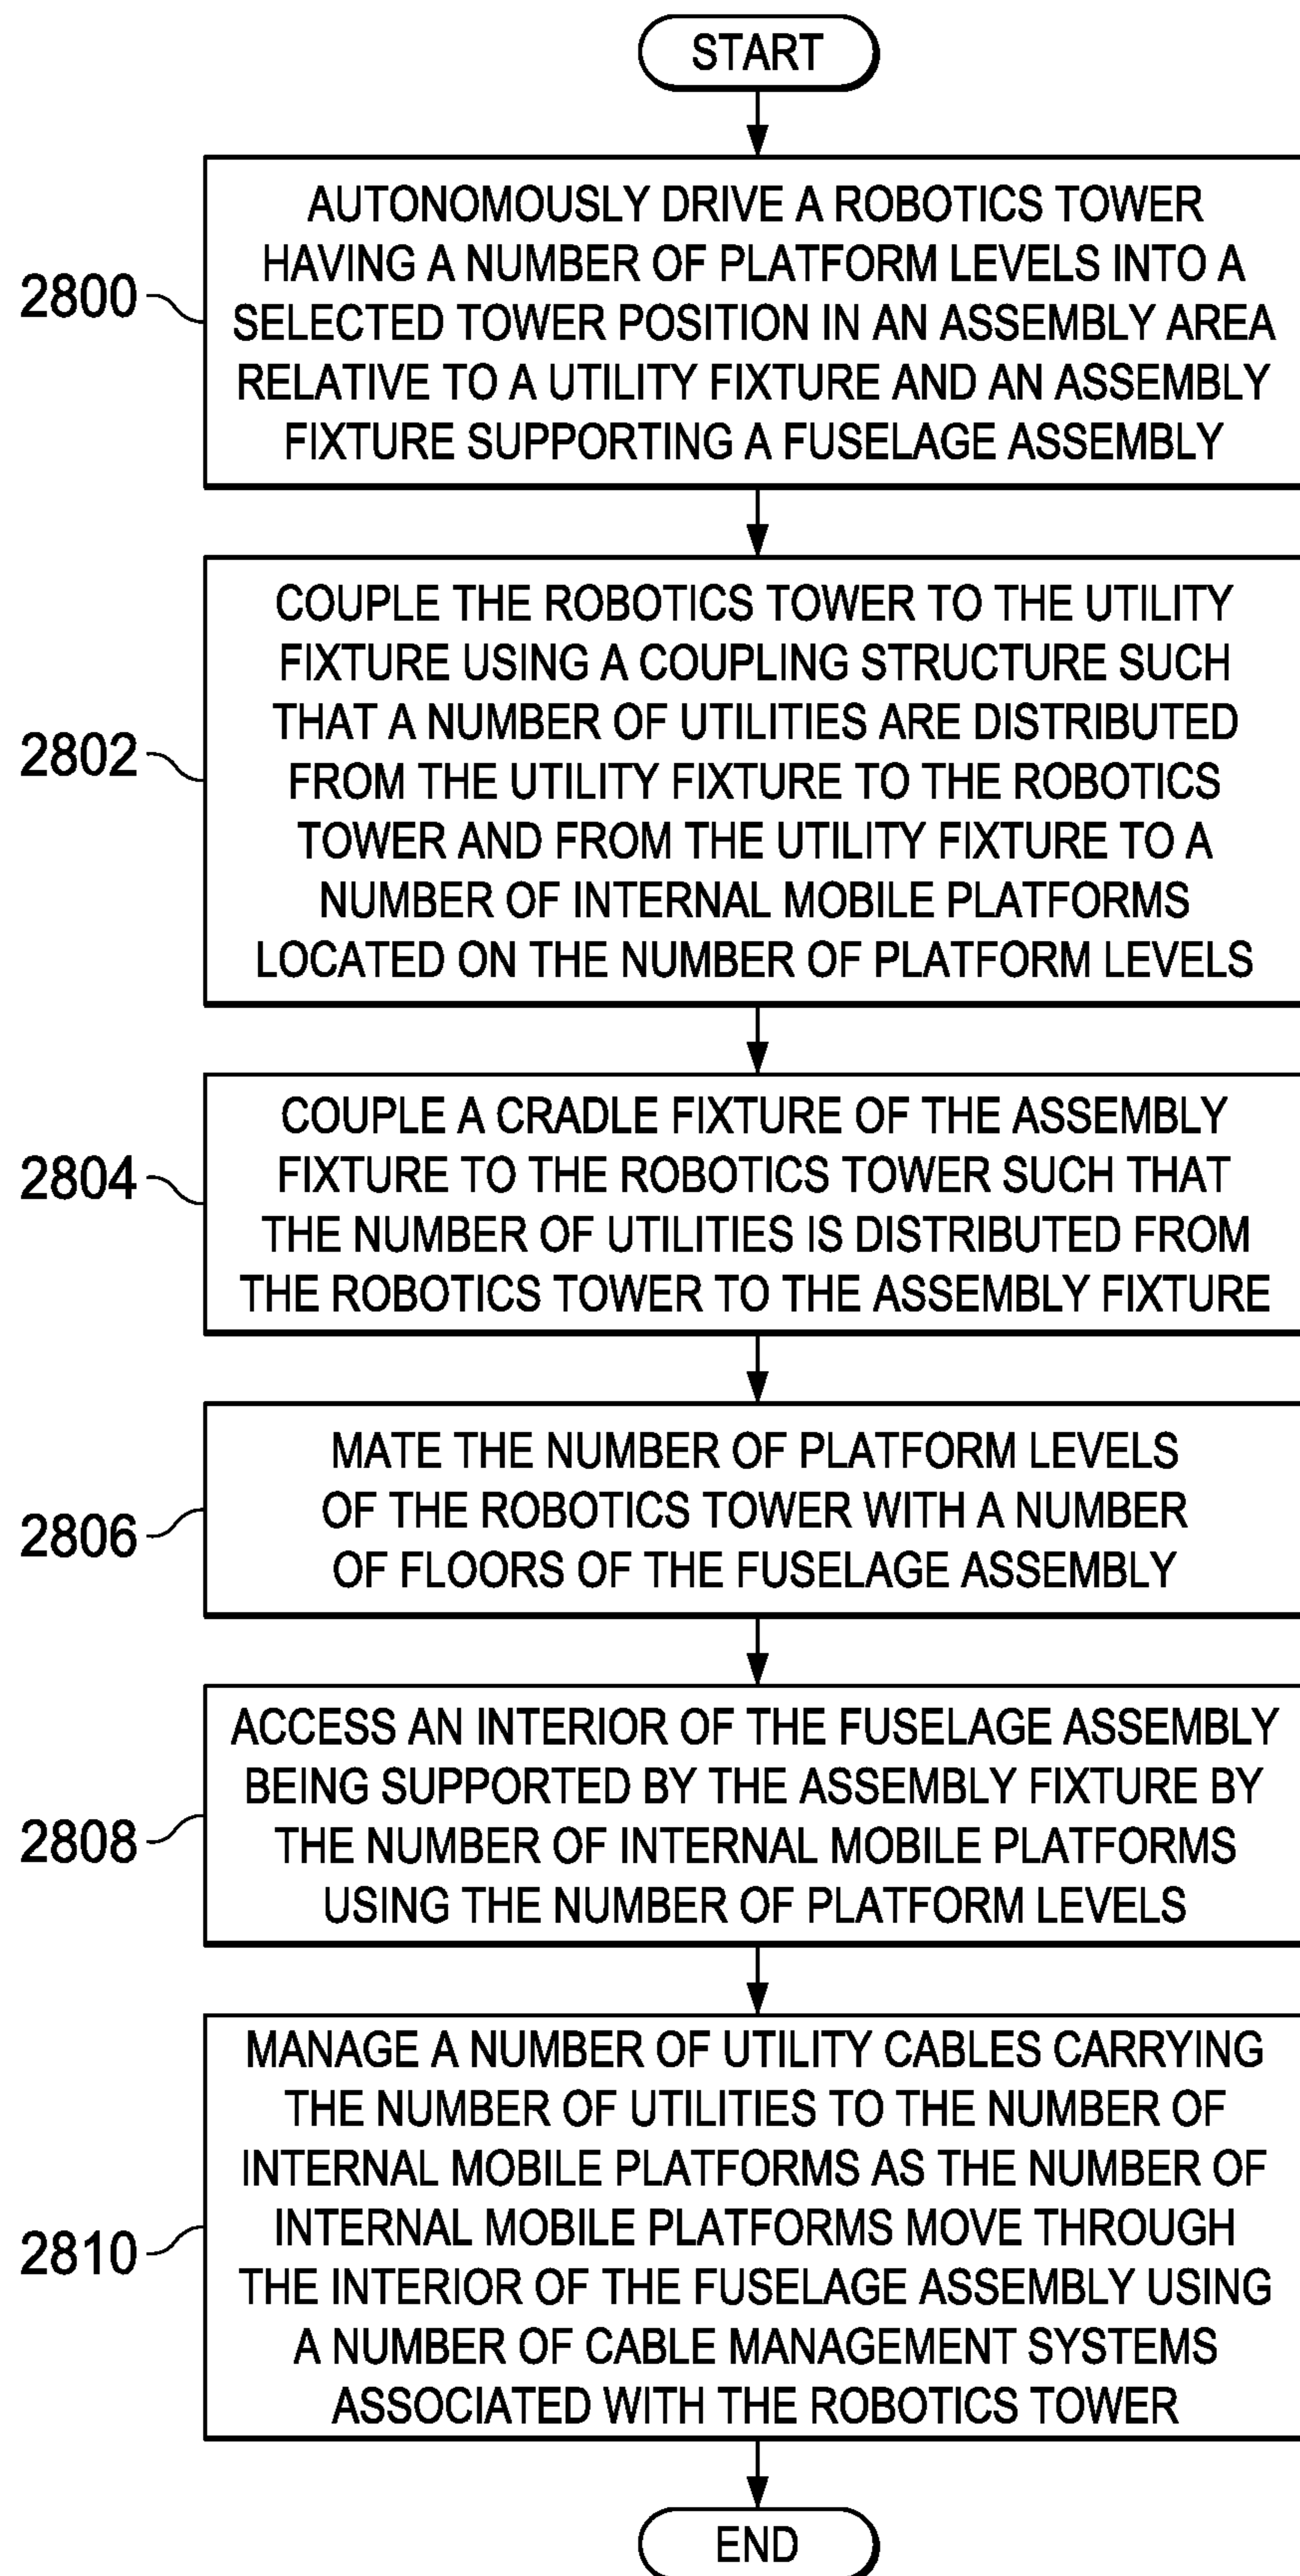 START
AUTONOMOUSLY DRIVE A ROBOTICS TOWER
HAVING A NUMBER OF PLATFORM LEVELS INTO A
SELECTED TOWER POSITION IN AN ASSEMBLY AREA
RELATIVE TO A UTILITY FIXTURE AND AN ASSEMBLY
FIXTURE SUPPORTING A FUSELAGE ASSEMBLY
2800
COUPLE THE ROBOTICS TOWER TO THE UTILITY
FIXTURE USING A COUPLING STRUCTURE SUCH
THAT A NUMBER OF UTILITIES ARE DISTRIBUTED
FROM THE UTILITY FIXTURE TO THE ROBOTICS
TOWER AND FROM THE UTILITY FIXTURE TO A
NUMBER OF INTERNAL MOBILE PLATFORMS
LOCATED ON THE NUMBER OF PLATFORM LEVELS
2802
COUPLE A CRADLE FIXTURE OF THE ASSEMBLY
FIXTURE TO THE ROBOTICS TOWER SUCH THAT
THE NUMBER OF UTILITIES IS DISTRIBUTED FROM
THE ROBOTICS TOWER TO THE ASSEMBLY FIXTURE
2804
MATE THE NUMBER OF PLATFORM LEVELS
OF THE ROBOTICS TOWER WITH A NUMBER
OF FLOORS OF THE FUSELAGE ASSEMBLY
2806
ACCESS AN INTERIOR OF THE FUSELAGE ASSEMBLY
BEING SUPPORTED BY THE ASSEMBLY FIXTURE BY
THE NUMBER OF INTERNAL MOBILE PLATFORMS
USING THE NUMBER OF PLATFORM LEVELS
2808
MANAGE A NUMBER OF UTILITY CABLES CARRYING
THE NUMBER OF UTILITIES TO THE NUMBER OF
INTERNAL MOBILE PLATFORMS AS THE NUMBER OF
INTERNAL MOBILE PLATFORMS MOVE THROUGH
THE INTERIOR OF THE FUSELAGE ASSEMBLY USING
A NUMBER OF CABLE MANAGEMENT SYSTEMS
ASSOCIATED WITH THE ROBOTICS TOWER
2810
END